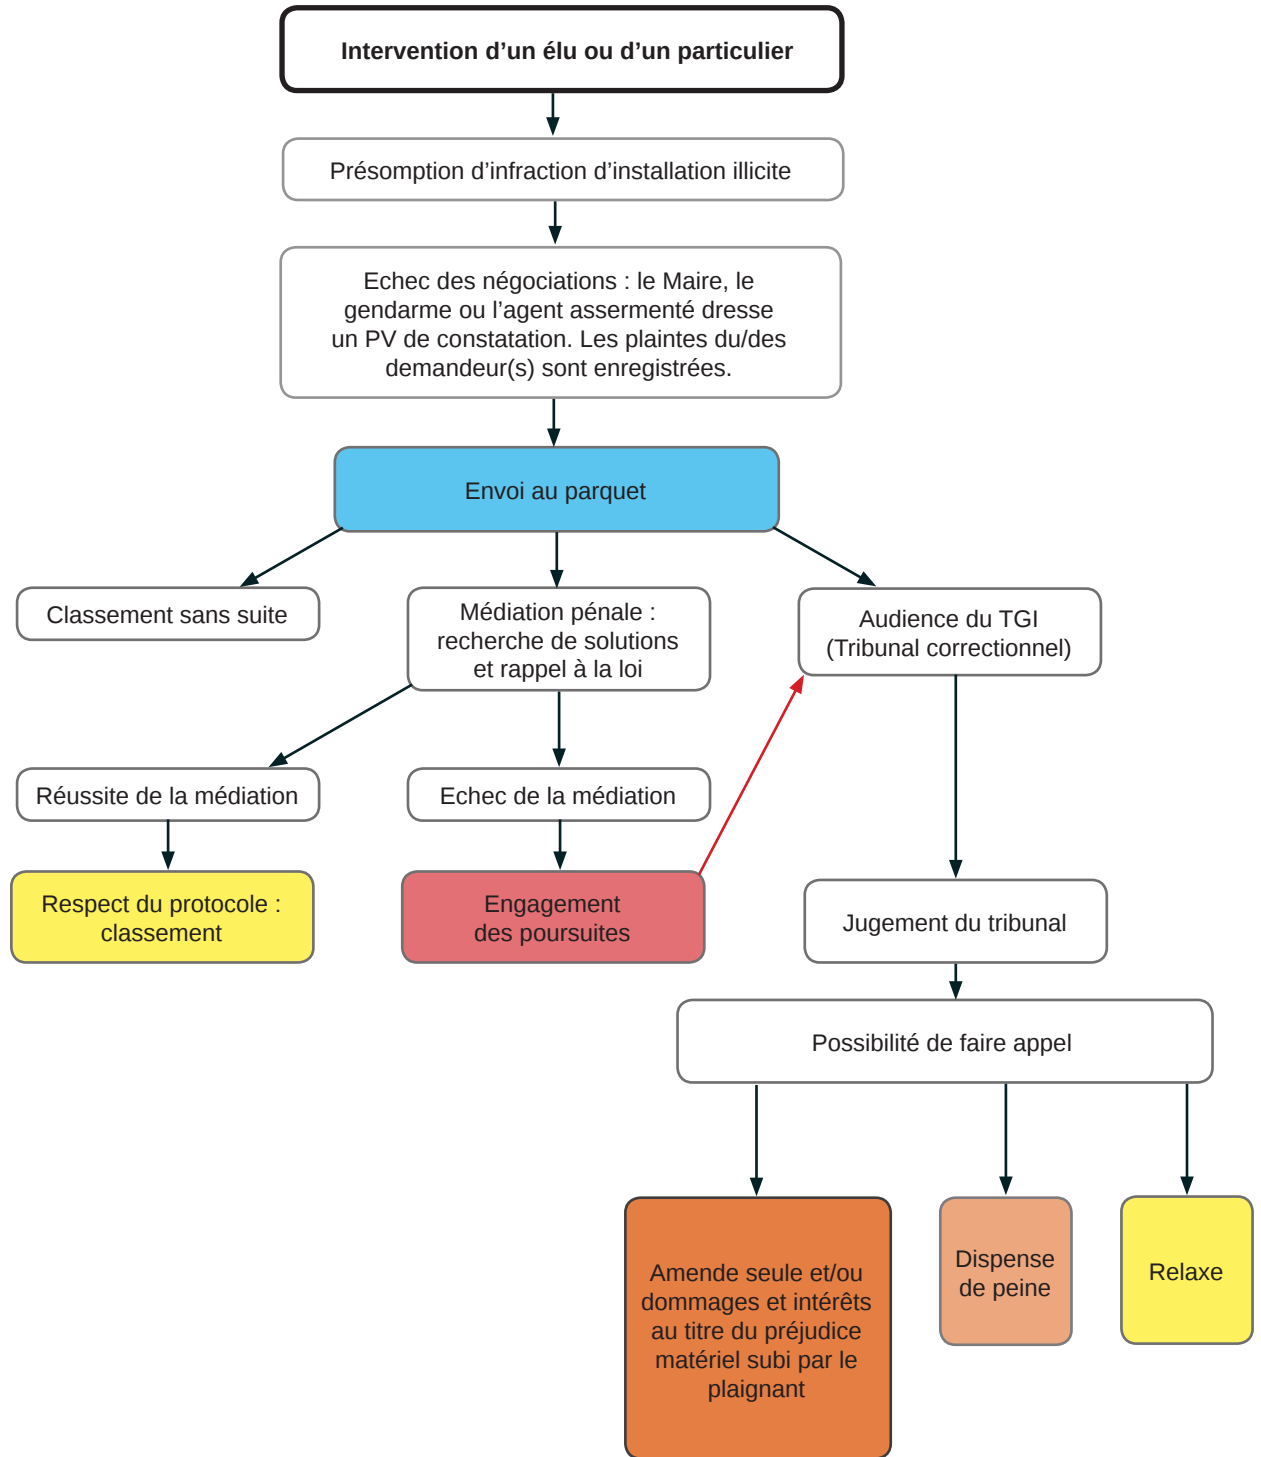 Intervention d’un élu ou d’un particulier
Présomption d’infraction d’installation illicite
Echec des négociations : le Maire, le
gendarme ou l’agent assermenté dresse
un PV de constatation. Les plaintes du/des
demandeur(s) sont enregistrées.
Envoi au parquet
Classement sans suite
Médiation pénale :
recherche de solutions
et rappel à la loi
Audience du TGI
(Tribunal correctionnel)
Réussite de la médiation
Echec de la médiation
Respect du protocole :
classement
Engagement
des poursuites
Jugement du tribunal
Possibilité de faire appel
Amende seule et/ou
dommages et intérêts
au titre du préjudice
matériel subi par le
plaignant
Dispense
de peine
Relaxe